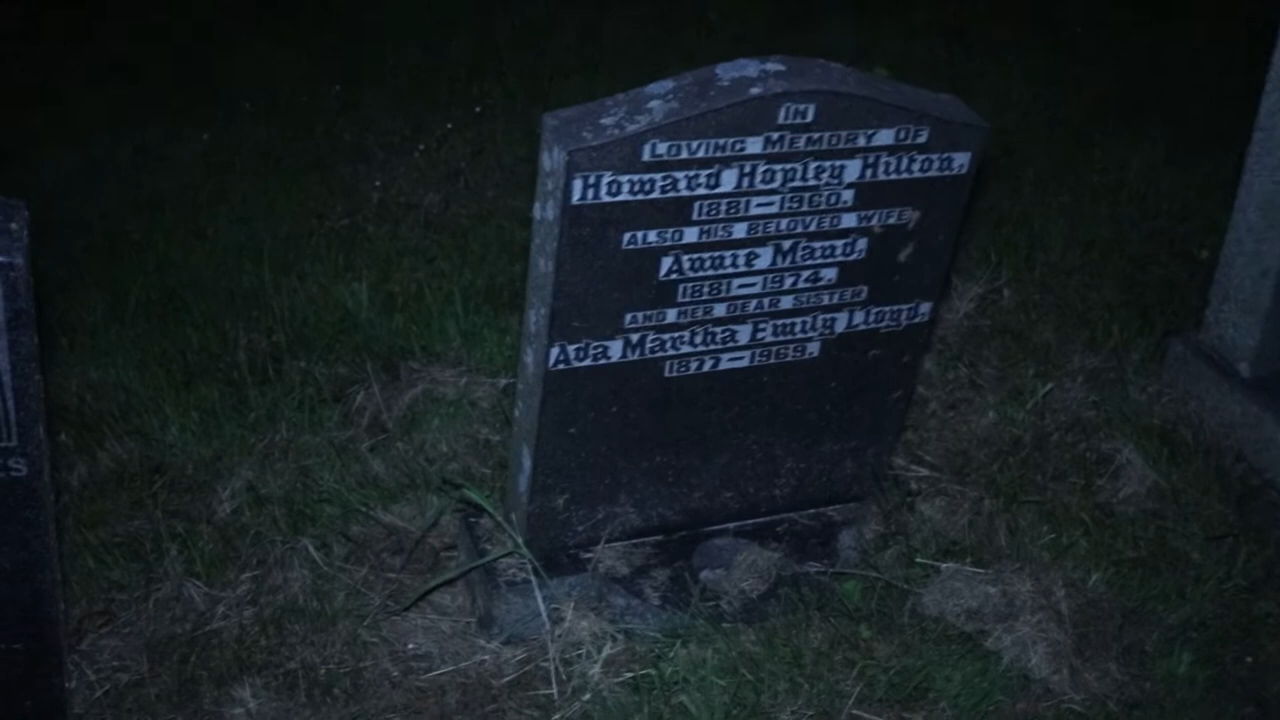 IN
LOVING MEMORY OF
Howard Hopley Hilton,
1881-1960.
ALSO HIS BELOVED WIFE,
Annie Maud,
1881-1974.
AND HER DEAR SISTER
Ada Martha Emily Lloyd,
1877-1969.